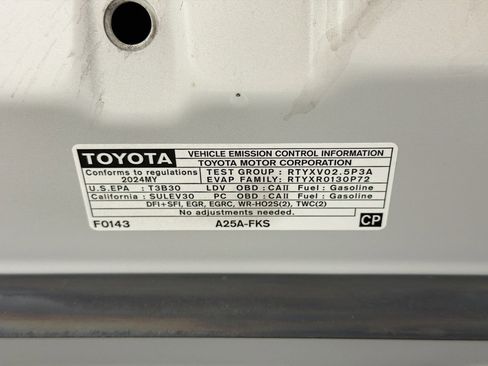 TOYOTA
VEHICLE EMISSION CONTROL INFORMATION
TOYOTA MOTOR CORPORATION
Conforms to regulations
2024MY
TEST GROUP : RTYXV02.5P3A
EVAP FAMILY: RTYXR0130P72
U.S.EPA : T3B30 LDV OBD : CAII Fuel : Gasoline
California : SULEV30 PC OBD : CAII Fuel : Gasoline
No adjustments needed.
DFI+SFI, EGR, EGRC, WR-HO2S(2), TWC(2)
F0143 A25A-FKS CP